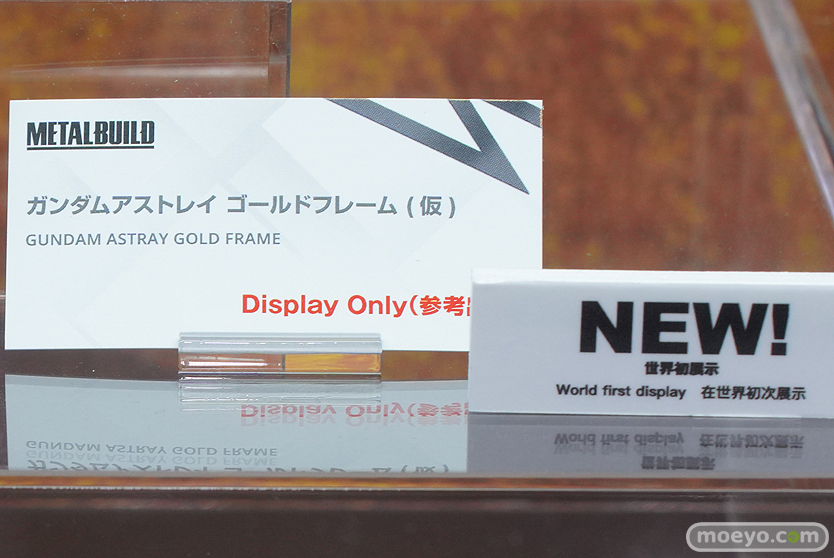 METALBUILD
ガンダムアストレイ ゴールドフレーム (仮)
GUNDAM ASTRAY GOLD FRAME
Display Only(参考
NEW!
世界初展示
World first display 在世界初次展示
moeyo.com